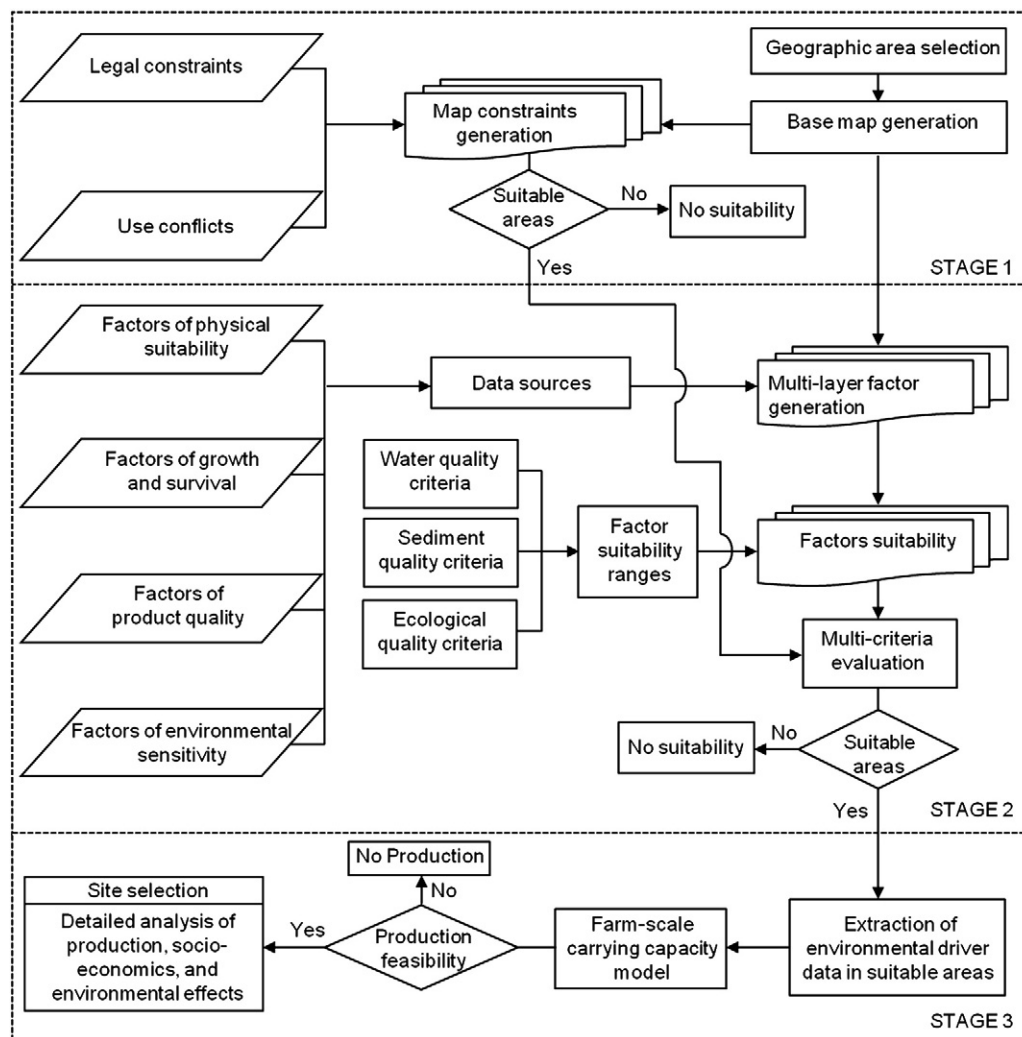 Legal constraints
Use conflicts
Map constraints
generation
Geographic area selection
Base map generation
Suitable
areas
No
No suitability
Yes
STAGE 1
Factors of physical
suitability
Factors of growth
and survival
Factors of
product quality
Factors of environmental
sensitivity
Data sources
Multi-layer factor
generation
Water quality
criteria
Sediment
quality criteria
Ecological
quality criteria
Factor
suitability
ranges
Factors suitability
Multi-criteria
evaluation
Suitable
areas
No
No suitability
Yes
STAGE 2
Extraction of
environmental driver
data in suitable areas
Farm-scale
carrying capacity
model
Production
feasibility
No
No Production
Yes
Site selection
Detailed analysis of
production, socio-
economics, and
environmental effects
STAGE 3